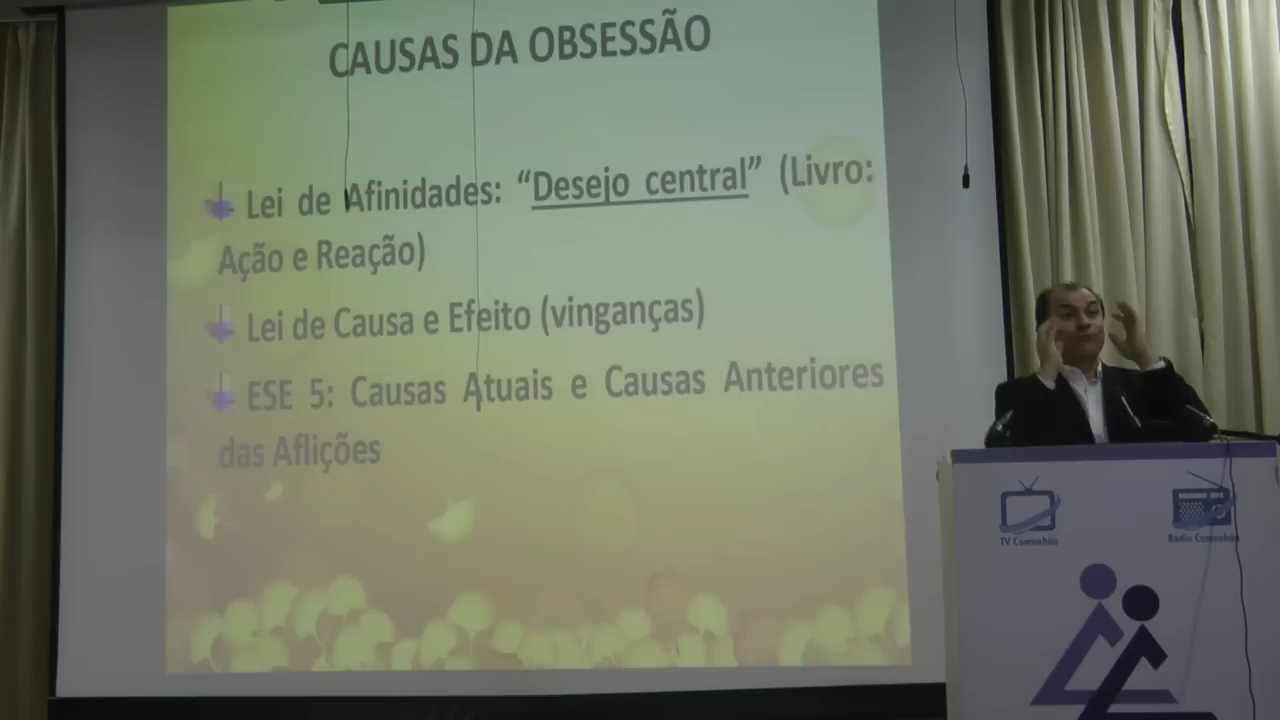 CAUSAS DA OBSESSÃO
Lei de Afinidades: “Desejo central” (Livro:
Ação e Reação)
Lei de Causa e Efeito (vinganças)
ESE 5: Causas Atuais e Causas Anteriores
das Aflições
TV Comunhão
Rádio Comunhão